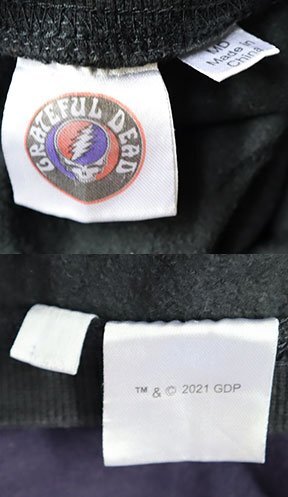 GRATEFUL DEAD
MD
Made in
China
™ & © 2021 GDP